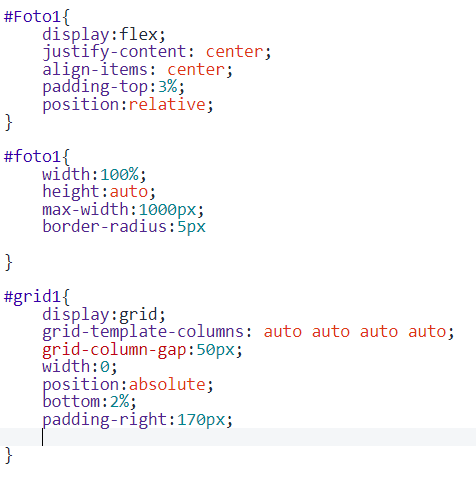 #Foto1{
display:flex;
justify-content: center;
align-items: center;
padding-top:3%;
position:relative;
}
#foto1{
width:100%;
height:auto;
max-width:1000px;
border-radius:5px
}
#grid1{
display:grid;
grid-template-columns: auto auto auto auto;
grid-column-gap:50px;
width:0;
position:absolute;
bottom:2%;
padding-right:170px;
}